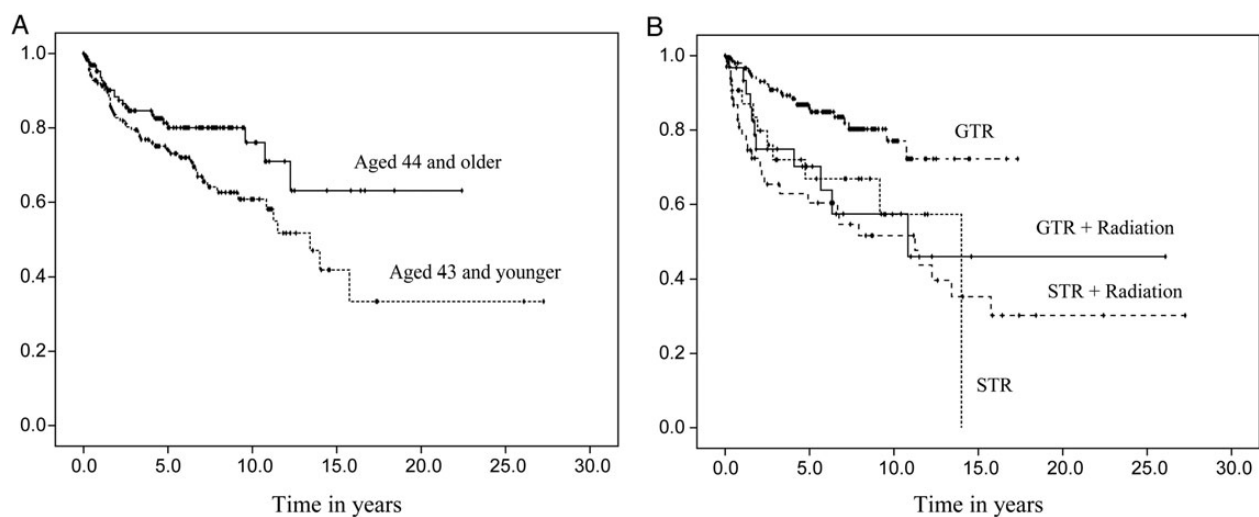 A
1.0
0.8
0.6
0.4
0.2
0.0
Aged 44 and older
Aged 43 and younger
0.0 5.0 10.0 15.0 20.0 25.0 30.0
Time in years
B
1.0
0.8
0.6
0.4
0.2
0.0
GTR
GTR + Radiation
STR + Radiation
STR
0.0 5.0 10.0 15.0 20.0 25.0 30.0
Time in years